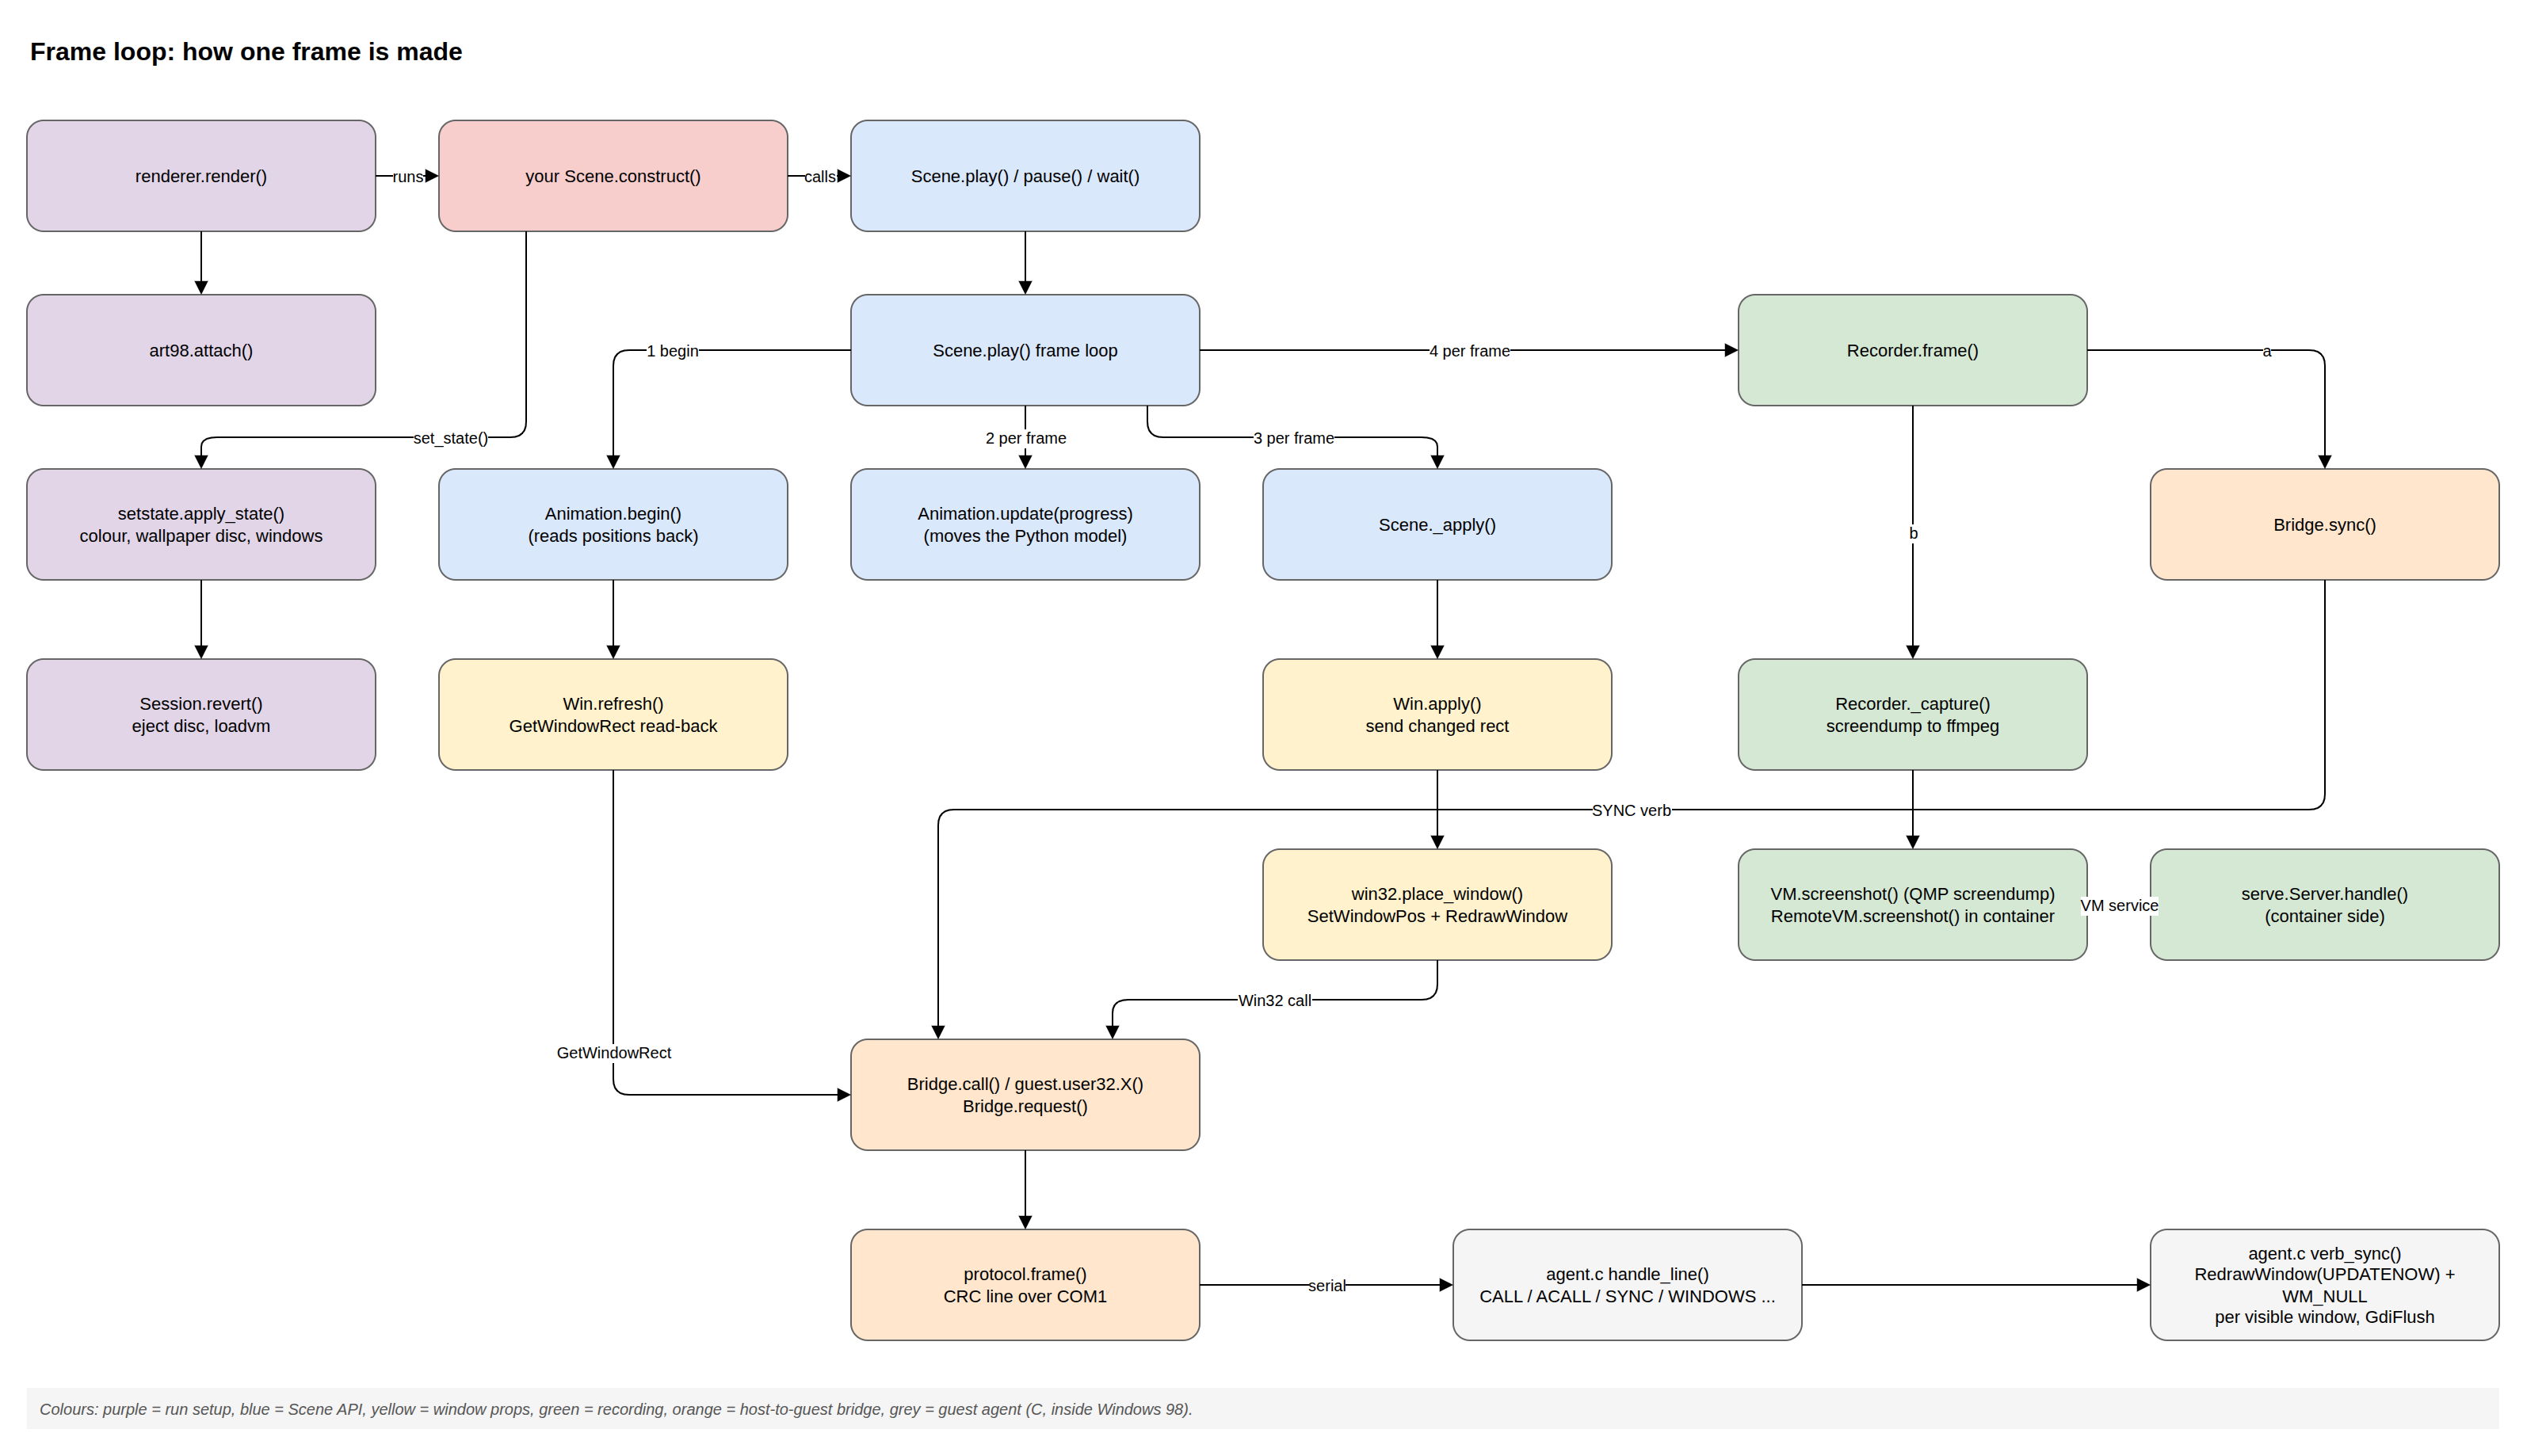 Frame loop: how one frame is made
renderer.render()
runs
your Scene.construct()
calls
Scene.play() / pause() / wait()
art98.attach()
1 begin
Scene.play() frame loop
4 per frame
Recorder.frame()
a
set_state()
2 per frame
3 per frame
setstate.apply_state()
colour, wallpaper disc, windows
Animation.begin()
(reads positions back)
Animation.update(progress)
(moves the Python model)
Scene._apply()
b
Bridge.sync()
Session.revert()
eject disc, loadvm
Win.refresh()
GetWindowRect read-back
Win.apply()
send changed rect
Recorder._capture()
screendump to ffmpeg
SYNC verb
win32.place_window()
SetWindowPos + RedrawWindow
VM.screenshot() (QMP screendump)
RemoteVM.screenshot() in container
VM service
serve.Server.handle()
(container side)
Win32 call
GetWindowRect
Bridge.call() / guest.user32.X()
Bridge.request()
protocol.frame()
CRC line over COM1
serial
agent.c handle_line()
CALL / ACALL / SYNC / WINDOWS ...
agent.c verb_sync()
RedrawWindow(UPDATENOW) +
WM_NULL
per visible window, GdiFlush
Colours: purple = run setup, blue = Scene API, yellow = window props, green = recording, orange = host-to-guest bridge, grey = guest agent (C, inside Windows 98).